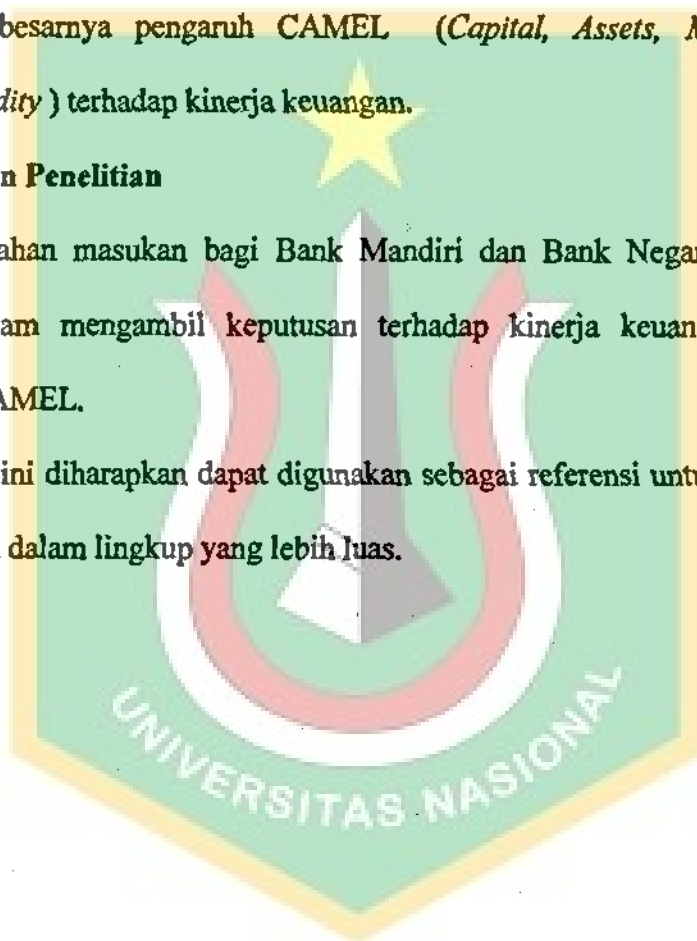 besarnya pengaruh CAMEL (Capital, Assets,
dity ) terhadap kinerja keuangan.
n Penelitian
ahan masukan bagi Bank Mandiri dan Bank Negar
am mengambil keputusan terhadap kinerja keuan
AMEL.
ini diharapkan dapat digunakan sebagai referensi untu
dalam lingkup yang lebih luas.
UNIVERSITAS NASIONAL